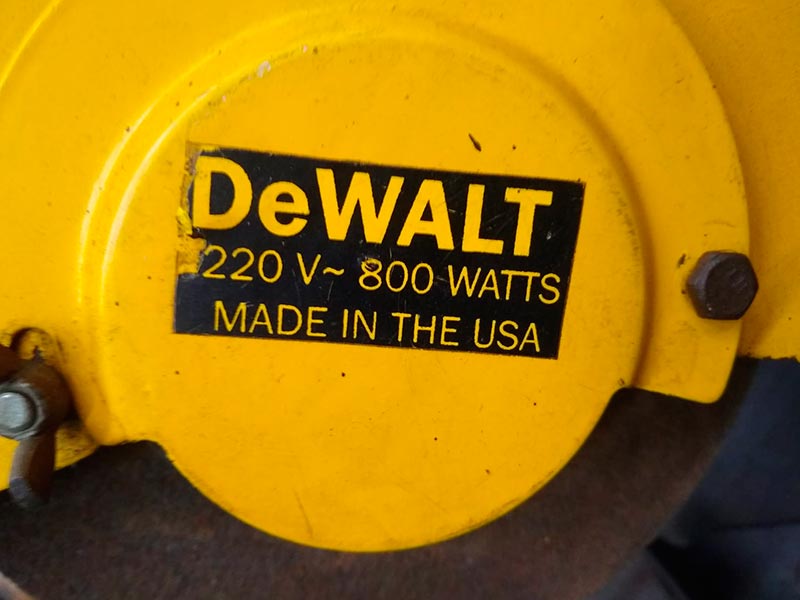 DeWALT
220 V~ 800 WATTS
MADE IN THE USA